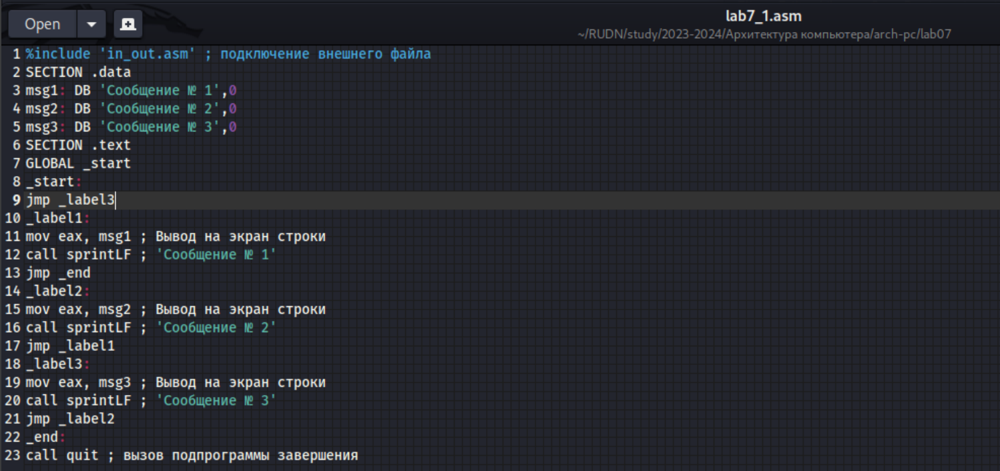 Open
lab7_1.asm
~/RUDN/study/2023-2024/Архитектура компьютера/arch-pc/lab07
1 %include 'in_out.asm' ; подключение внешнего файла
2 SECTION .data
3 msg1: DB 'Сообщение № 1',0
4 msg2: DB 'Сообщение № 2',0
5 msg3: DB 'Сообщение № 3',0
6 SECTION .text
7 GLOBAL _start
8 _start:
9 jmp _label3
10 _label1:
11 mov eax, msg1 ; Вывод на экран строки
12 call sprintLF ; 'Сообщение № 1'
13 jmp _end
14 _label2:
15 mov eax, msg2 ; Вывод на экран строки
16 call sprintLF ; 'Сообщение № 2'
17 jmp _label1
18 _label3:
19 mov eax, msg3 ; Вывод на экран строки
20 call sprintLF ; 'Сообщение № 3'
21 jmp _label2
22 _end:
23 call quit ; вызов подпрограммы завершения